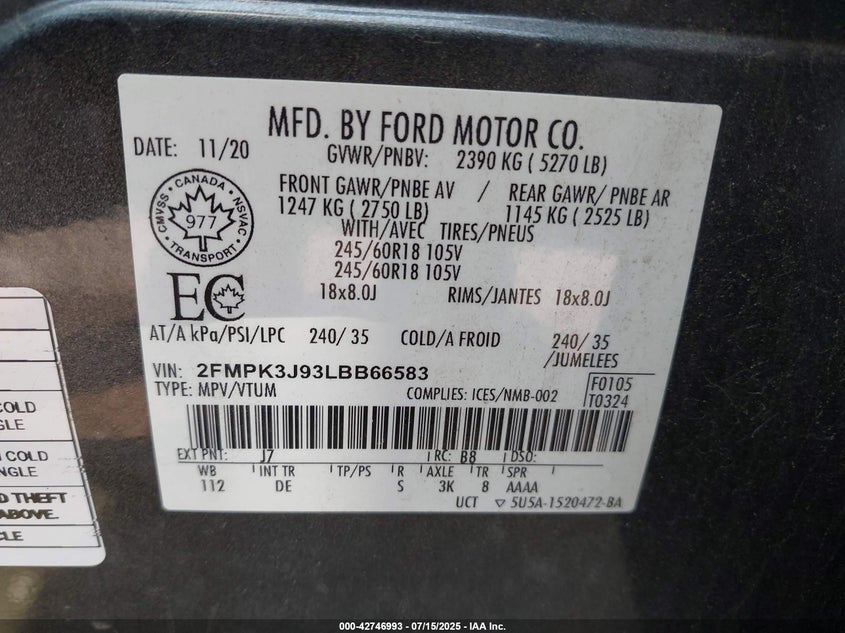 MFD. BY FORD MOTOR CO.
DATE: 11/20
GVWR/PNBV: 2390 KG ( 5270 LB)
FRONT GAWR/PNBE AV / REAR GAWR/ PNBE AR
1247 KG ( 2750 LB) 1145 KG ( 2525 LB)
WITH/AVEC TIRES/PNEUS
245/60R18 105V
245/60R18 105V
18x8.0J RIMS/JANTES 18x8.0J
CMVSS • CANADA • NSVAC
977
TRANSPORT
EC
AT/A kPa/PSI/LPC 240/ 35 COLD/A FROID 240/ 35
/JUMELEES
VIN: 2FMPK3J93LBB66583
TYPE: MPV/VTUM COMPLIES: ICES/NMB-002
F0105
T0324
EXT PNT: J7 RC: B8 DSO:
WB INT TR TP/PS R AXLE TR SPR
112 DE S 3K 8 AAAA
UCT ▽ 5U5A-1520472-BA
COLD
GLE
COLD
ANGLE
D THEFT
ABOVE.
CLE
000-42746993 - 07/15/2025 - IAA Inc.